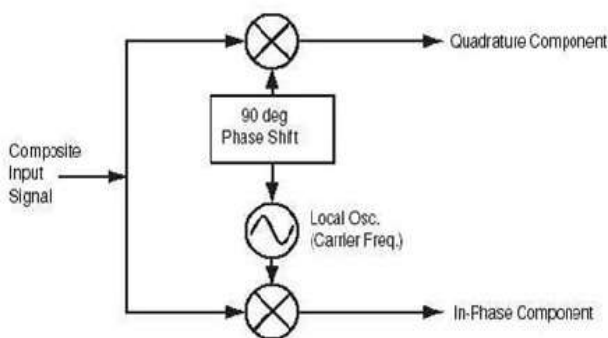 Quadrature Component
90 deg
Phase Shift
Composite
Input
Signal
Local Osc.
(Carrier Freq.)
In-Phase Component